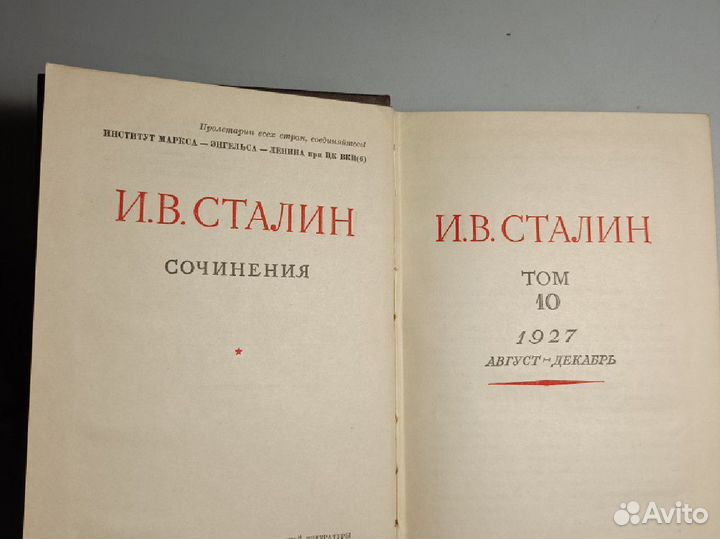 Пролетарии всех стран, соединяйтесь!
ИНСТИТУТ МАРКСА — ЭНГЕЛЬСА — ЛЕНИНА при ЦК ВКП(б)
И.В. СТАЛИН
СОЧИНЕНИЯ
ЛИТЕРАТУРЫ
И.В. СТАЛИН
ТОМ
10
1927
АВГУСТ-ДЕКАБРЬ
Avito